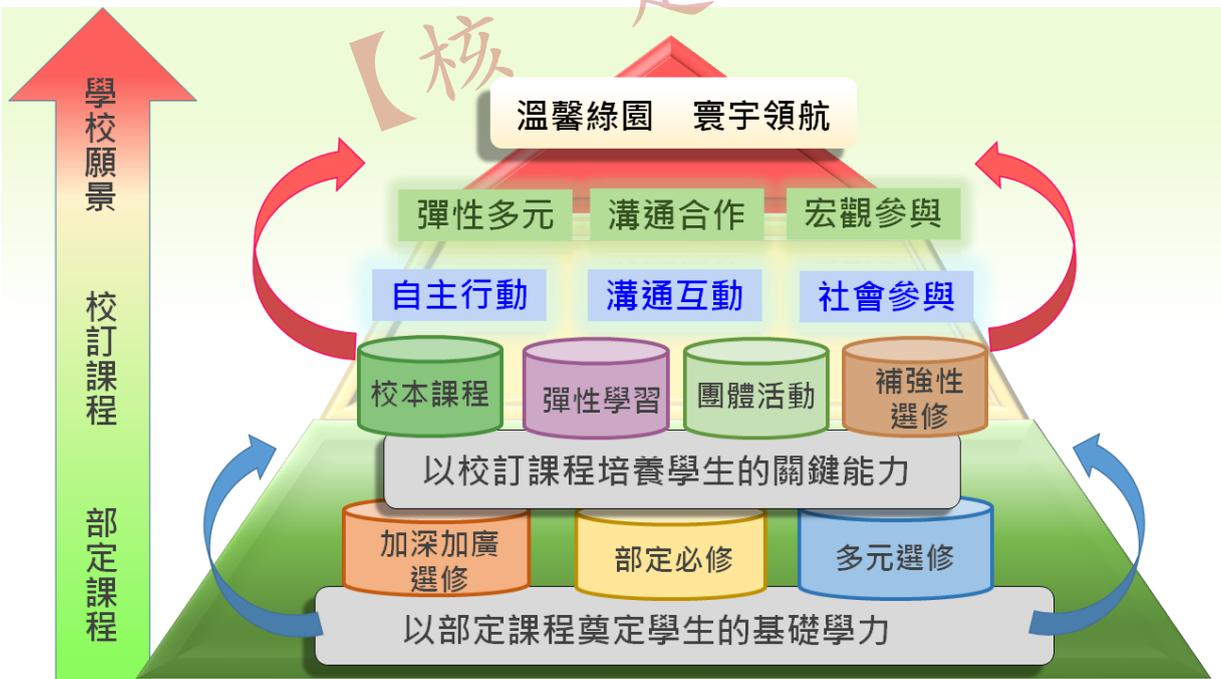 【核定
學校願景
校訂課程
部定課程
溫馨綠園 寰宇領航
彈性多元 溝通合作 宏觀參與
自主行動 溝通互動 社會參與
校本課程 彈性學習 團體活動 補強性
選修
以校訂課程培養學生的關鍵能力
加深加廣
選修 部定必修 多元選修
以部定課程奠定學生的基礎學力